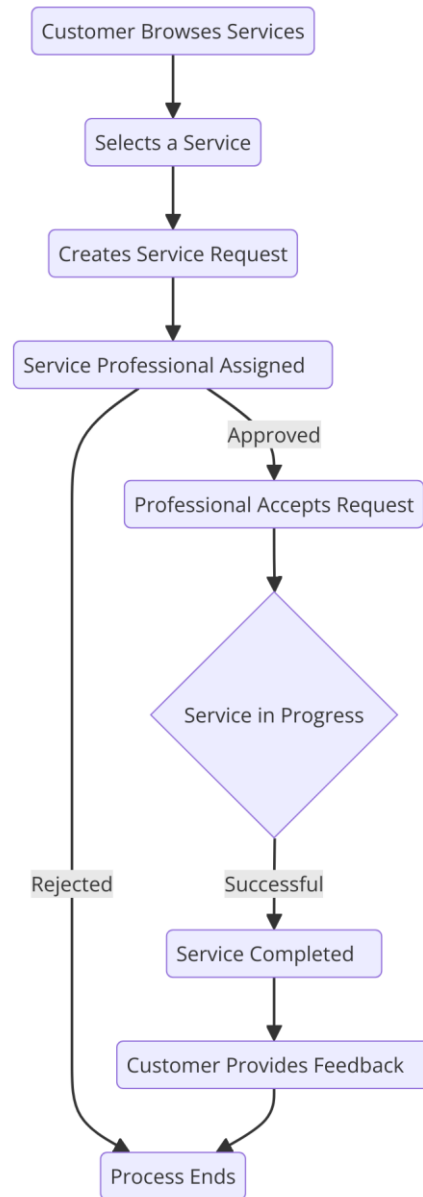 Customer Browses Services
Selects a Service
Creates Service Request
Service Professional Assigned
Approved
Professional Accepts Request
Service in Progress
Rejected
Successful
Service Completed
Customer Provides Feedback
Process Ends